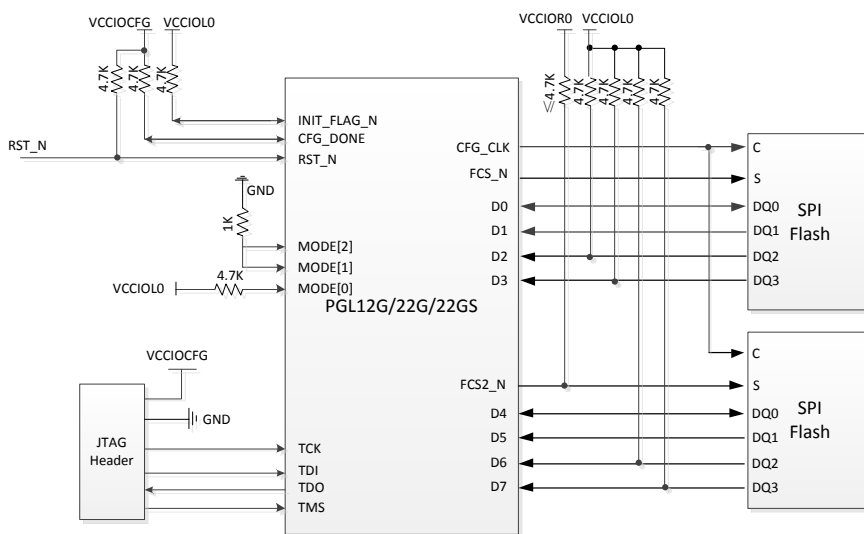 VCCIOCFG VCCIOL0
4.7K
4.7K
4.7K
VCCIOR0 VCCIOL0
≤4.7K
4.7K
4.7K
4.7K
4.7K
INIT_FLAG_N
CFG_DONE
RST_N
RST_N
GND
1K
MODE[2]
MODE[1]
4.7K
VCCIOL0
MODE[0]
PGL12G/22G/22GS
CFG_CLK
FCS_N
D0
D1
D2
D3
C
S
DQ0
DQ1
DQ2
DQ3
SPI
Flash
FCS2_N
D4
D5
D6
D7
C
S
DQ0
DQ1
DQ2
DQ3
SPI
Flash
VCCIOCFG
GND
JTAG
Header
TCK
TDI
TDO
TMS